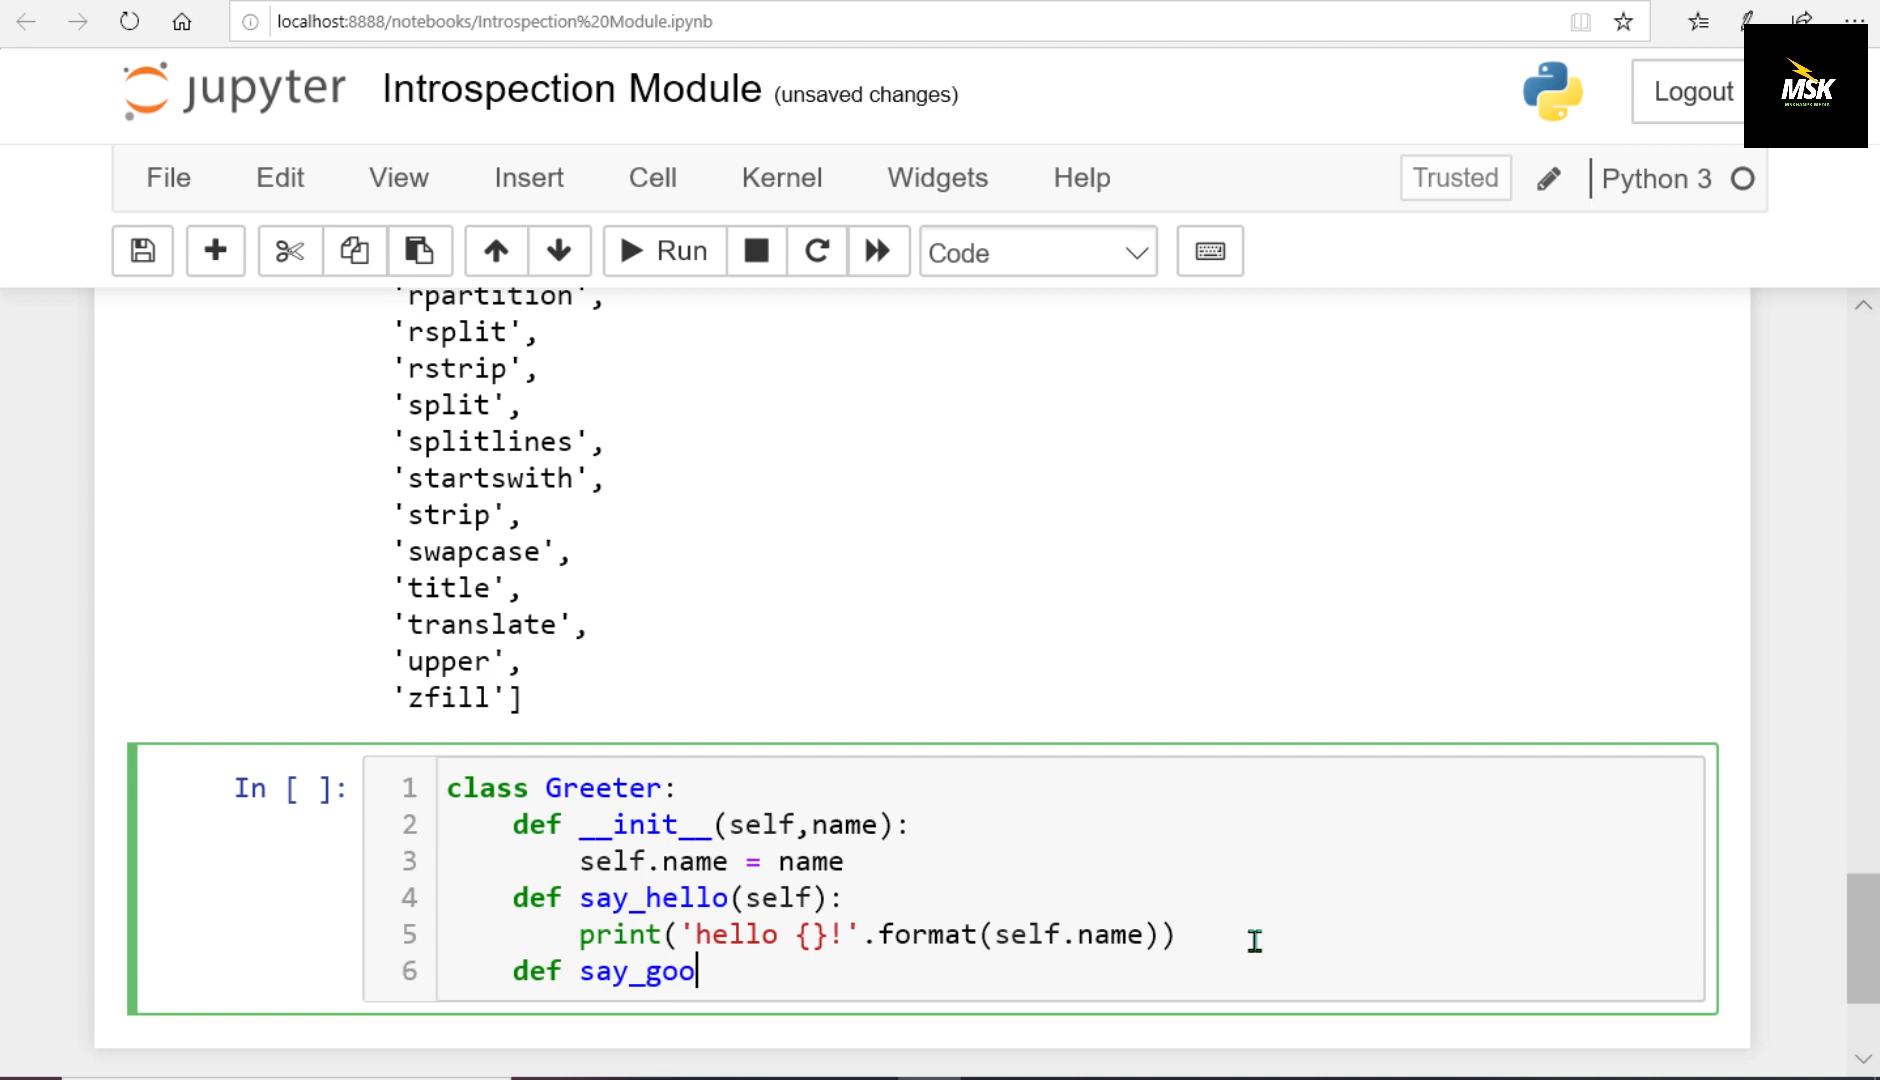 localhost:8888/notebooks/Introspection%20Module.ipynb
jupyter Introspection Module (unsaved changes)
Logout
MSK
File Edit View Insert Cell Kernel Widgets Help
Trusted
Python 3
Run
Code
'rpartition',
'rsplit',
'rstrip',
'split',
'splitlines',
'startswith',
'strip',
'swapcase',
'title',
'translate',
'upper',
'zfill']
In [ ]:
1 class Greeter:
2     def __init__(self,name):
3         self.name = name
4     def say_hello(self):
5         print('hello {}!'.format(self.name))
6     def say_goo